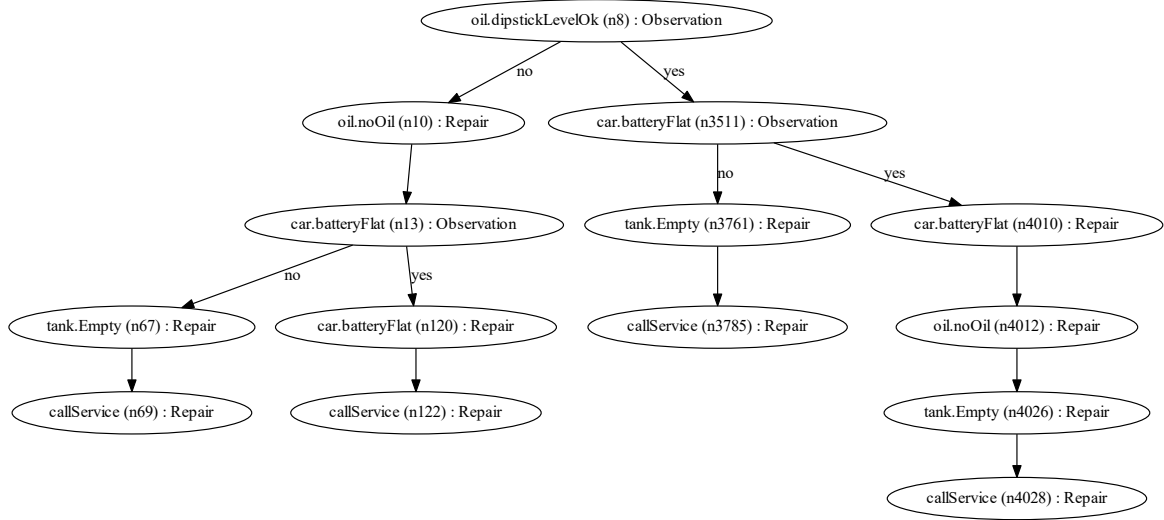 oil.dipstickLevelOk (n8) : Observation
no
yes
oil.noOil (n10) : Repair
car.batteryFlat (n3511) : Observation
no
yes
car.batteryFlat (n13) : Observation
tank.Empty (n3761) : Repair
car.batteryFlat (n4010) : Repair
no
yes
tank.Empty (n67) : Repair
car.batteryFlat (n120) : Repair
callService (n3785) : Repair
oil.noOil (n4012) : Repair
callService (n69) : Repair
callService (n122) : Repair
tank.Empty (n4026) : Repair
callService (n4028) : Repair